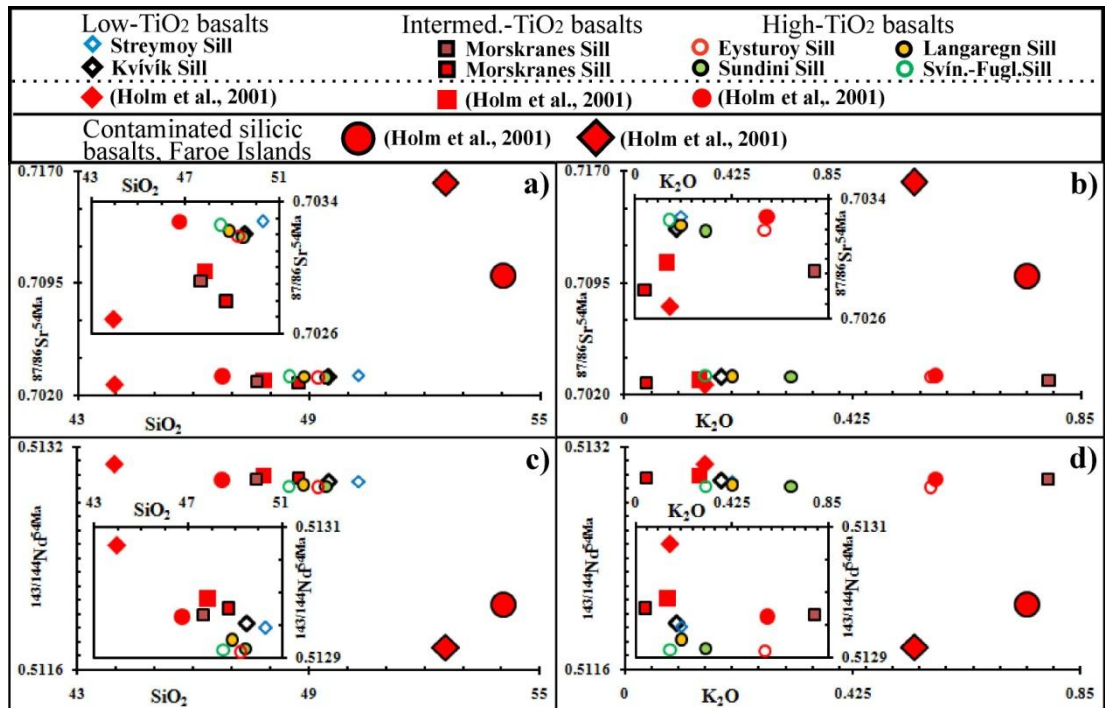 Low-TiO2 basalts Intermed.-TiO2 basalts High-TiO2 basalts
Streymoy Sill Morskranes Sill Eysturoy Sill Langaregn Sill
Kvívík Sill Morskranes Sill Sundini Sill Svín.-Fugl.Sill
(Holm et al., 2001) (Holm et al., 2001) (Holm et al,. 2001)
Contaminated silicic
basalts, Faroe Islands (Holm et al., 2001) (Holm et al., 2001)
a)
0.7170
0.7095
0.7020
87/86Sr54Ma
43 49 55
SiO2
43 47 51
SiO2
0.7034
0.7026
87/86Sr54Ma
b)
0.7170
0.7095
0.7020
87/86Sr54Ma
0 0.425 0.85
K2O
0 0.425 0.85
K2O
0.7034
0.7026
87/86Sr54Ma
c)
0.5132
0.5116
143/144Nd54Ma
43 49 55
SiO2
43 47 51
SiO2
0.5131
0.5129
143/144Nd54Ma
d)
0.5132
0.5116
143/144Nd54Ma
0 0.425 0.85
K2O
0 0.425 0.85
K2O
0.5131
0.5129
143/144Nd54Ma